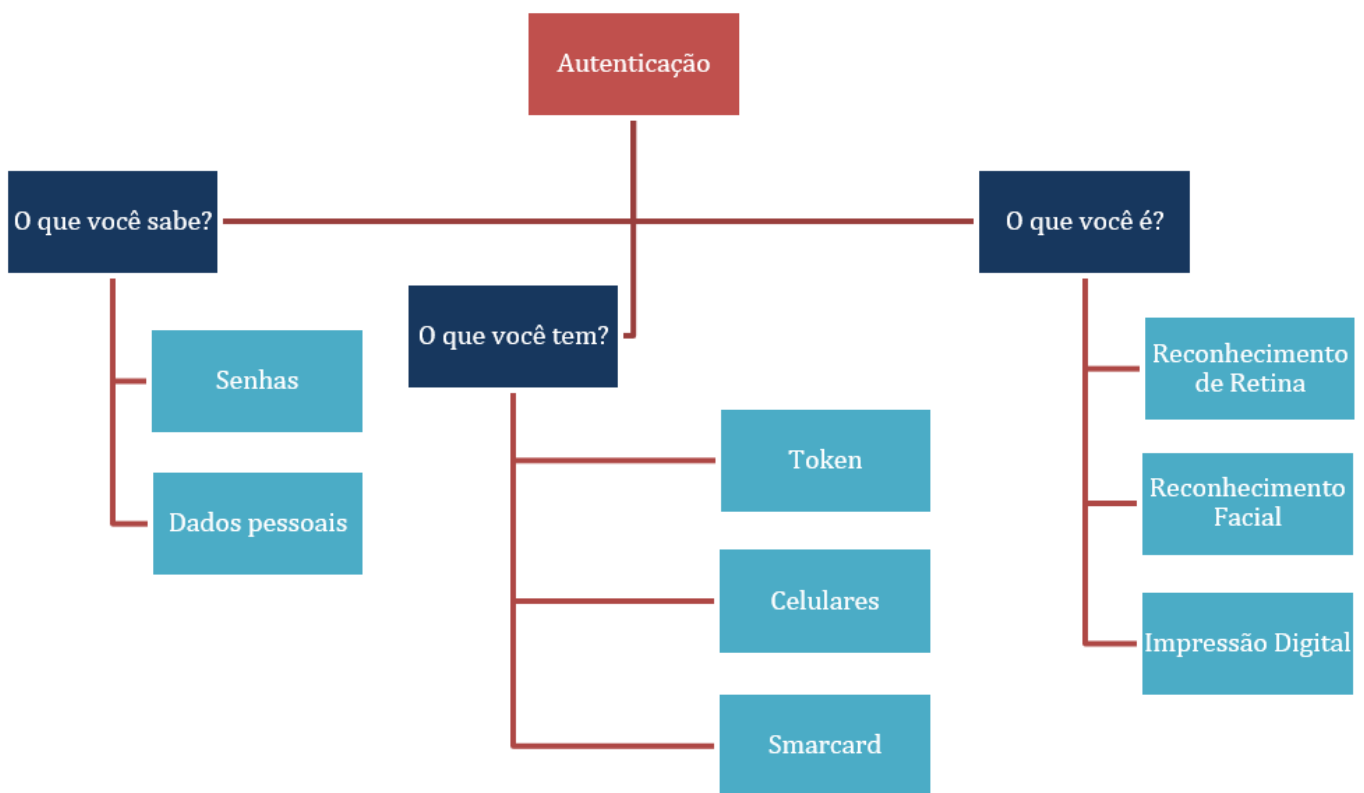 Autenticação
O que você sabe?
Senhas
Dados pessoais
O que você tem?
Token
Celulares
Smarcard
O que você é?
Reconhecimento
de Retina
Reconhecimento
Facial
Impressão Digital